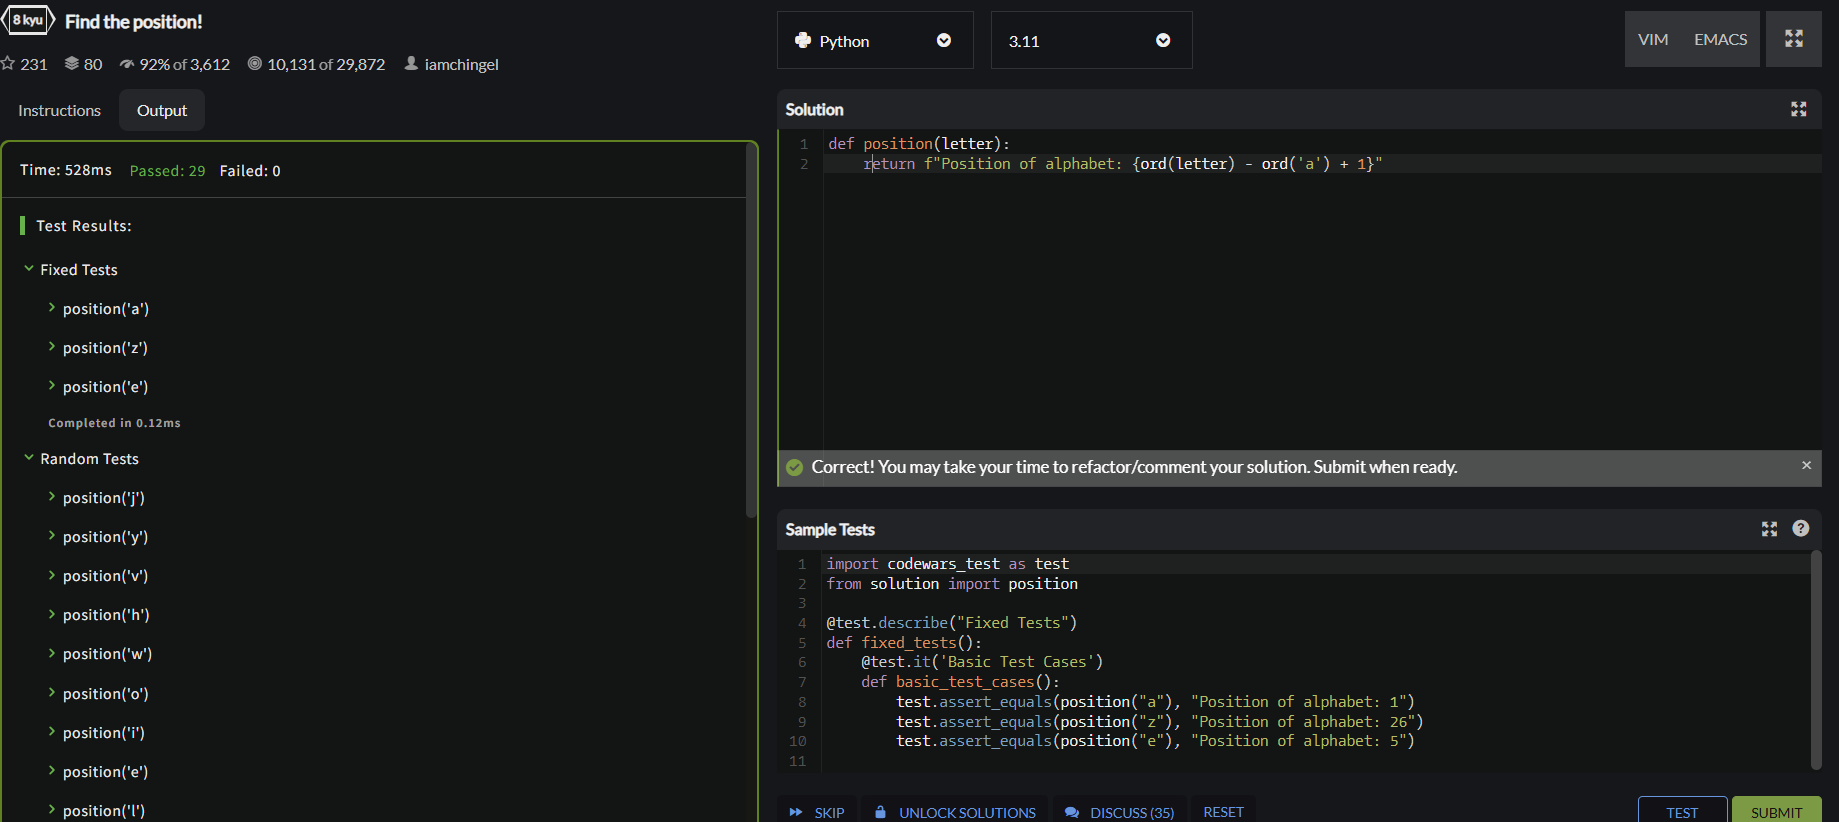 8 kyu Find the position!
231 80 92% of 3,612 10,131 of 29,872 iamchingel
Instructions Output
Time: 528ms Passed: 29 Failed: 0
Test Results:
Fixed Tests
position('a')
position('z')
position('e')
Completed in 0.12ms
Random Tests
position('j')
position('y')
position('v')
position('h')
position('w')
position('o')
position('i')
position('e')
position('l')
Python 3.11 VIM EMACS
Solution
1 def position(letter):
2     return f"Position of alphabet: {ord(letter) - ord('a') + 1}"
Correct! You may take your time to refactor/comment your solution. Submit when ready. ×
Sample Tests ?
1 import codewars_test as test
2 from solution import position
3
4 @test.describe("Fixed Tests")
5 def fixed_tests():
6     @test.it('Basic Test Cases')
7     def basic_test_cases():
8         test.assert_equals(position("a"), "Position of alphabet: 1")
9         test.assert_equals(position("z"), "Position of alphabet: 26")
10         test.assert_equals(position("e"), "Position of alphabet: 5")
11
SKIP UNLOCK SOLUTIONS DISCUSS (35) RESET TEST SUBMIT